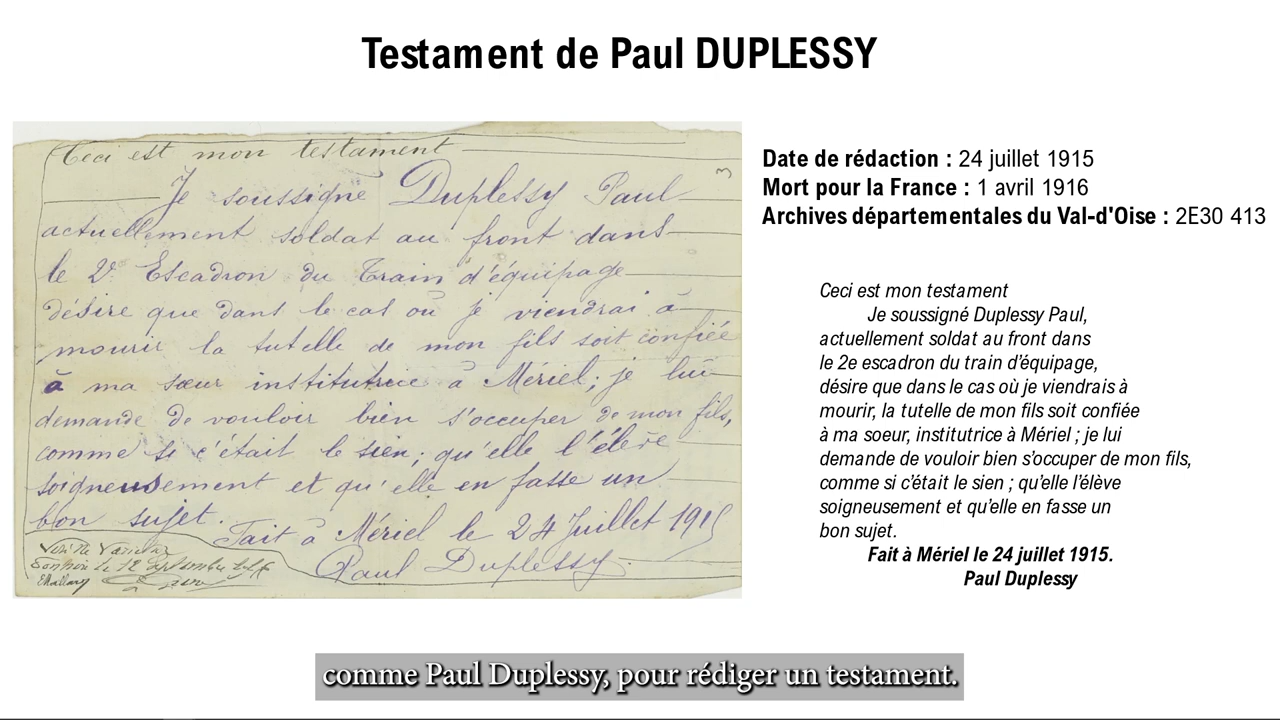 Testament de Paul DUPLESSY
Ceci est mon testament
Je soussigné Duplessy Paul
actuellement soldat au front dans
le 2e Escadron du Train d'équipage
désire que dans le cas où je viendrai à
mourir la tutelle de mon fils soit confiée
à ma sœur institutrice à Mériel; je lui
demande de vouloir bien s'occuper de mon fils,
comme si c'était le sien; qu'elle l'élève
soigneusement et qu'elle en fasse un
bon sujet.
Fait à Mériel le 24 Juillet 1915
Paul Duplessy
3
Pontoise le 12 septembre
Date de rédaction : 24 juillet 1915
Mort pour la France : 1 avril 1916
Archives départementales du Val-d'Oise : 2E30 413
Ceci est mon testament
Je soussigné Duplessy Paul,
actuellement soldat au front dans
le 2e escadron du train d'équipage,
désire que dans le cas où je viendrais à
mourir, la tutelle de mon fils soit confiée
à ma soeur, institutrice à Mériel ; je lui
demande de vouloir bien s'occuper de mon fils,
comme si c'était le sien ; qu'elle l'élève
soigneusement et qu'elle en fasse un
bon sujet.
Fait à Mériel le 24 juillet 1915.
Paul Duplessy
comme Paul Duplessy, pour rédiger un testament.